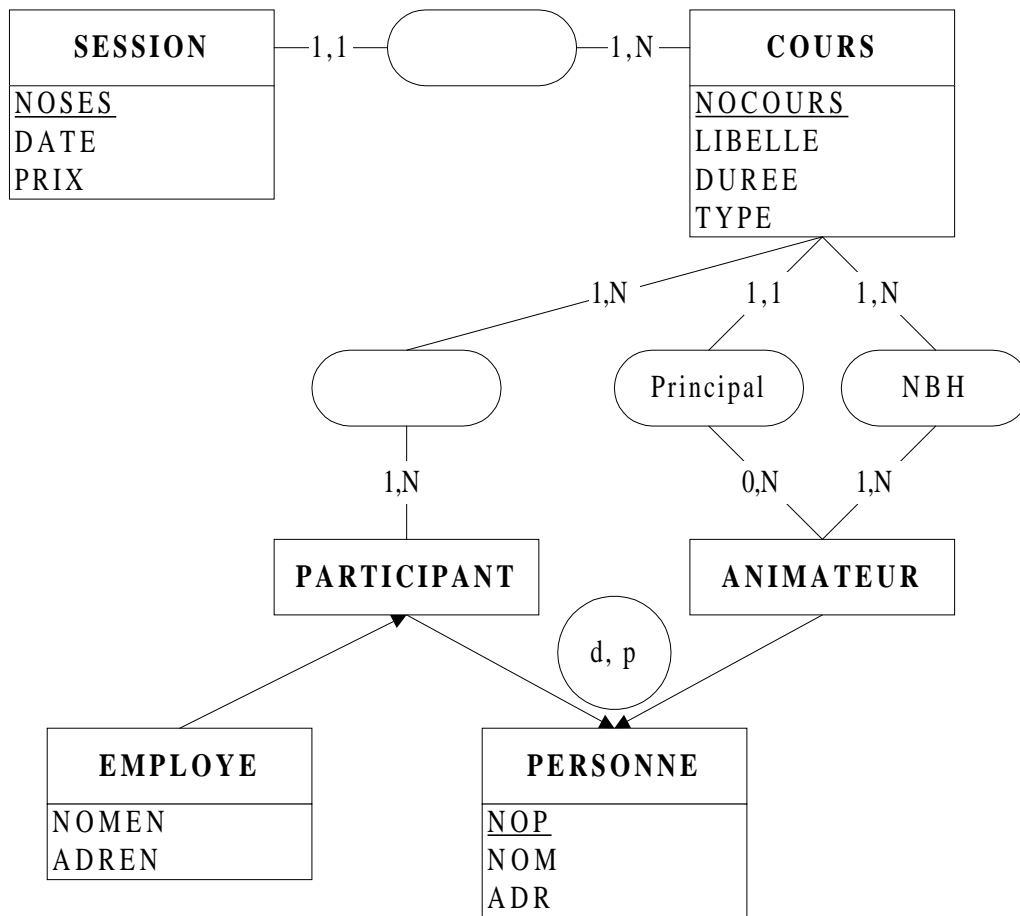 SESSION
1,1
1,N
COURS
NOSES
DATE
PRIX
NOCOURS
LIBELLE
DUREE
TYPE
1,N
1,1
1,N
Principal
NBH
1,N
0,N
1,N
PARTICIPANT
ANIMATEUR
d, p
EMPLOYE
PERSONNE
NOMEN
ADREN
NOP
NOM
ADR